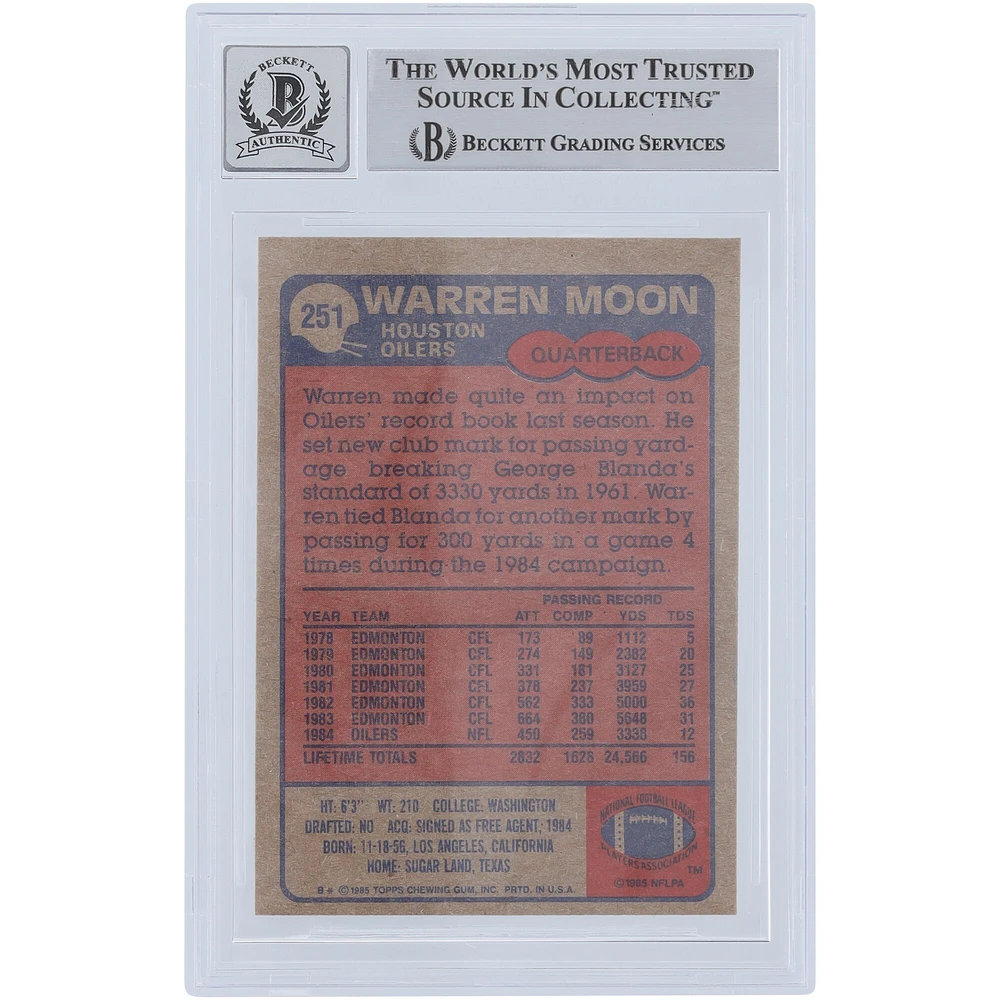 BECKETT
B
AUTHENTIC
THE WORLD'S MOST TRUSTED
SOURCE IN COLLECTING™
B BECKETT GRADING SERVICES
251 WARREN MOON
HOUSTON
OILERS
QUARTERBACK
Warren made quite an impact on
Oilers' record book last season. He
set new club mark for passing yard-
age breaking George Blanda's
standard of 3330 yards in 1961. War-
ren tied Blanda for another mark by
passing for 300 yards in a game 4
times during the 1984 campaign.
PASSING RECORD
YEAR TEAM ATT COMP YDS TDS
1978 EDMONTON CFL 173 89 1112 5
1979 EDMONTON CFL 274 149 2382 20
1980 EDMONTON CFL 331 181 3127 25
1981 EDMONTON CFL 378 237 3959 27
1982 EDMONTON CFL 562 333 5000 36
1983 EDMONTON CFL 664 380 5648 31
1984 OILERS NFL 450 259 3338 12
LIFETIME TOTALS 2832 1628 24,566 156
HT: 6'3" WT: 210 COLLEGE: WASHINGTON
DRAFTED: NO ACQ: SIGNED AS FREE AGENT, 1984
BORN: 11-18-56, LOS ANGELES, CALIFORNIA
HOME: SUGAR LAND, TEXAS
B* © 1985 TOPPS CHEWING GUM, INC. PRTD. IN U.S.A.
NATIONAL FOOTBALL LEAGUE
PLAYERS ASSOCIATION
TM
© 1985 NFLPA